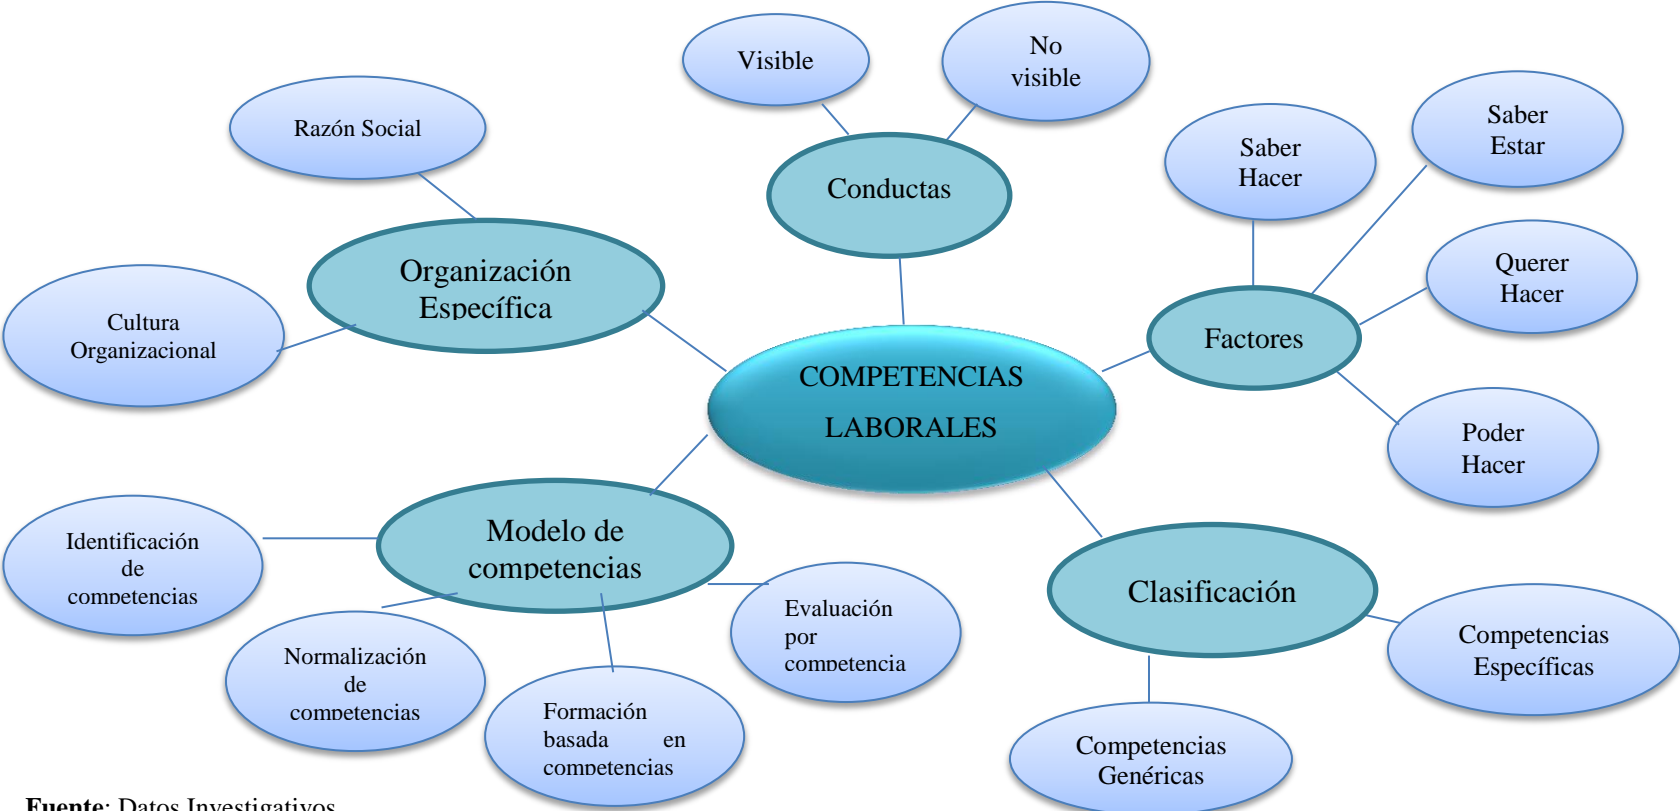 Visible
No
visible
Razón Social
Conductas
Saber
Hacer
Saber
Estar
Organización
Específica
Cultura
Organizacional
COMPETENCIAS
LABORALES
Factores
Querer
Hacer
Poder
Hacer
Modelo de
competencias
Identificación
de
competencias
Normalización
de
competencias
Formación
basada en
competencias
Evaluación
por
competencia
Clasificación
Competencias
Específicas
Competencias
Genéricas
Fuente: Datos Investigativos